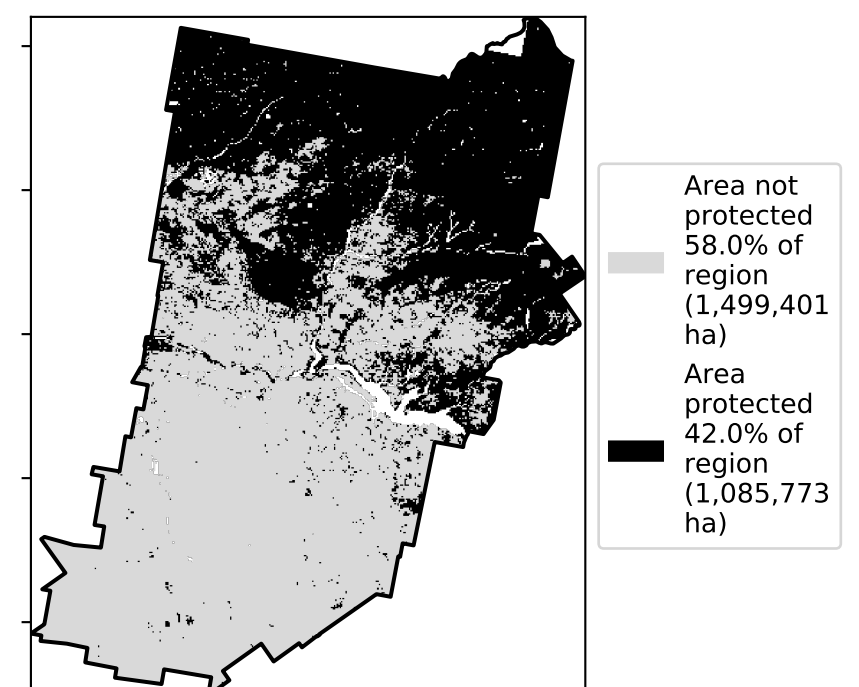 Area not
protected
58.0% of
region
(1,499,401
ha)
Area
protected
42.0% of
region
(1,085,773
ha)